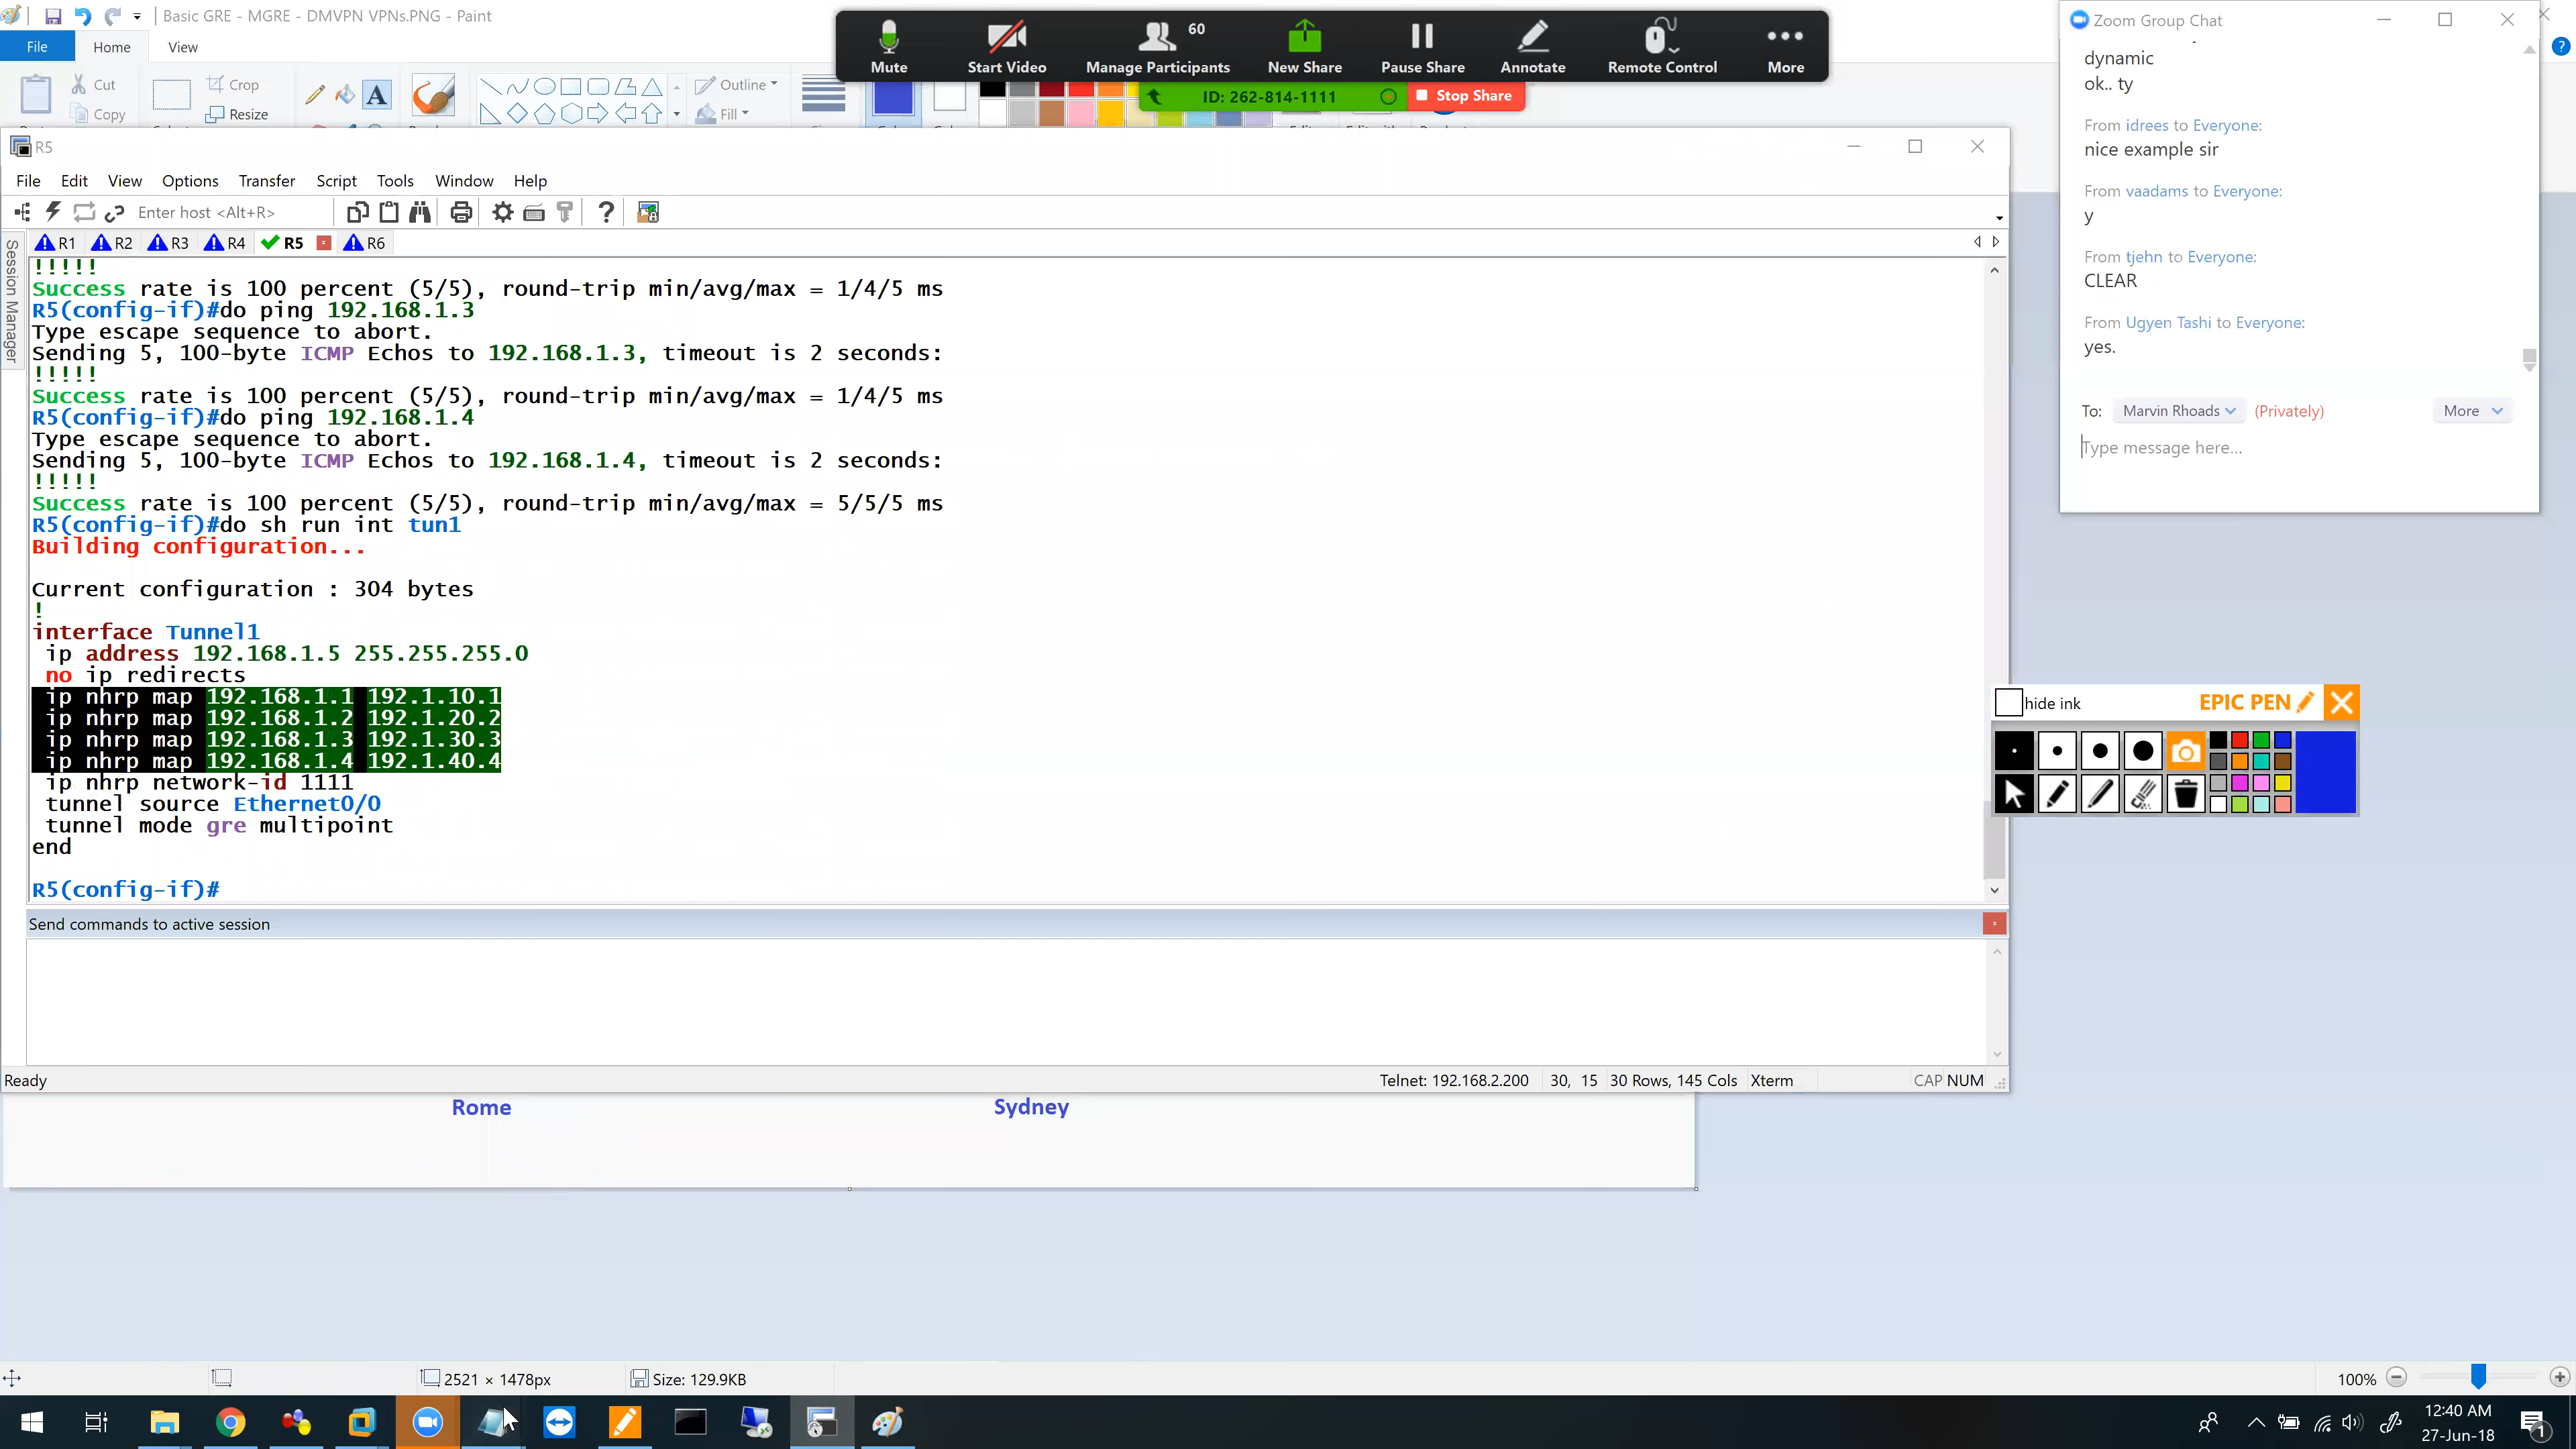 Basic GRE - MGRE - DMVPN VPNs.PNG - Paint
File Home View
Cut
Copy
Crop
Resize
Outline
Fill
Mute
Start Video
60
Manage Participants
New Share
Pause Share
Annotate
Remote Control
More
ID: 262-814-1111
Stop Share
Zoom Group Chat
dynamic
ok.. ty
From idrees to Everyone:
nice example sir
From vaadams to Everyone:
y
From tjehn to Everyone:
CLEAR
From Ugyen Tashi to Everyone:
yes.
To: Marvin Rhoads (Privately) More
Type message here...
R5
File Edit View Options Transfer Script Tools Window Help
Enter host <Alt+R>
Session Manager
R1 R2 R3 R4 R5 R6
!!!!!
Success rate is 100 percent (5/5), round-trip min/avg/max = 1/4/5 ms
R5(config-if)#do ping 192.168.1.3
Type escape sequence to abort.
Sending 5, 100-byte ICMP Echos to 192.168.1.3, timeout is 2 seconds:
!!!!!
Success rate is 100 percent (5/5), round-trip min/avg/max = 1/4/5 ms
R5(config-if)#do ping 192.168.1.4
Type escape sequence to abort.
Sending 5, 100-byte ICMP Echos to 192.168.1.4, timeout is 2 seconds:
!!!!!
Success rate is 100 percent (5/5), round-trip min/avg/max = 5/5/5 ms
R5(config-if)#do sh run int tun1
Building configuration...
Current configuration : 304 bytes
!
interface Tunnel1
ip address 192.168.1.5 255.255.255.0
no ip redirects
ip nhrp map 192.168.1.1 192.1.10.1
ip nhrp map 192.168.1.2 192.1.20.2
ip nhrp map 192.168.1.3 192.1.30.3
ip nhrp map 192.168.1.4 192.1.40.4
ip nhrp network-id 1111
tunnel source Ethernet0/0
tunnel mode gre multipoint
end
R5(config-if)#
Send commands to active session
Ready
Telnet: 192.168.2.200 30, 15 30 Rows, 145 Cols Xterm CAP NUM
hide ink EPIC PEN
Rome
Sydney
2521 × 1478px
Size: 129.9KB
100%
12:40 AM
27-Jun-18
1